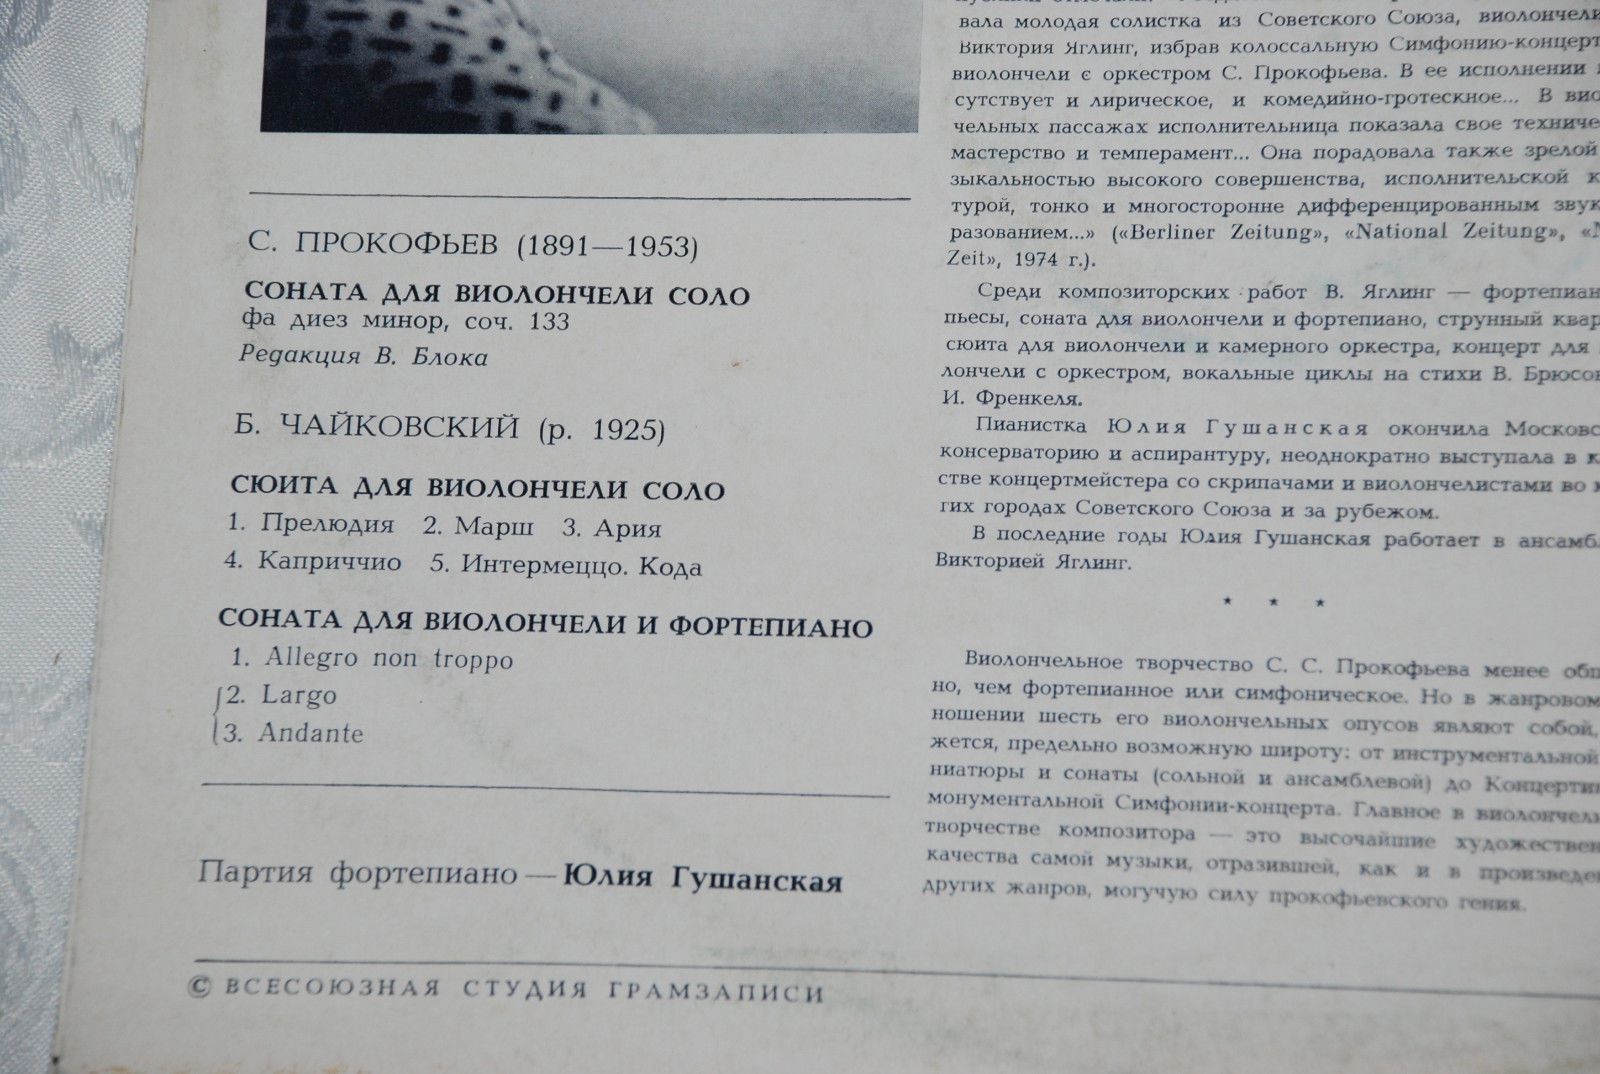 С. ПРОКОФЬЕВ (1891—1953)
СОНАТА ДЛЯ ВИОЛОНЧЕЛИ СОЛО
фа диез минор, соч. 133
Редакция В. Блока
Б. ЧАЙКОВСКИЙ (р. 1925)
СЮИТА ДЛЯ ВИОЛОНЧЕЛИ СОЛО
1. Прелюдия 2. Марш 3. Ария
4. Каприччио 5. Интермеццо. Кода
СОНАТА ДЛЯ ВИОЛОНЧЕЛИ И ФОРТЕПИАНО
1. Allegro non troppo
2. Largo
3. Andante
Партия фортепиано — Юлия Гушанская
© ВСЕСОЮЗНАЯ СТУДИЯ ГРАМЗАПИСИ
вала молодая солистка из Советского Союза, виолончели
Виктория Яглинг, избрав колоссальную Симфонию-концерт
виолончели с оркестром С. Прокофьева. В ее исполнении
сутствует и лирическое, и комедийно-гротескное... В вио
чельных пассажах исполнительница показала свое техниче
мастерство и темперамент... Она порадовала также зрелой
зыкальностью высокого совершенства, исполнительской к
турой, тонко и многосторонне дифференцированным звук
разованием...» («Berliner Zeitung», «National Zeitung», «N
Zeit», 1974 г.).
Среди композиторских работ В. Яглинг — фортепиан
пьесы, соната для виолончели и фортепиано, струнный квар
сюита для виолончели и камерного оркестра, концерт для
лончели с оркестром, вокальные циклы на стихи В. Брюсо
И. Френкеля.
Пианистка Юлия Гушанская окончила Московс
консерваторию и аспирантуру, неоднократно выступала в к
стве концертмейстера со скрипачами и виолончелистами во
гих городах Советского Союза и за рубежом.
В последние годы Юлия Гушанская работает в ансамб
Викторией Яглинг.
* * *
Виолончельное творчество С. С. Прокофьева менее обш
но, чем фортепианное или симфоническое. Но в жанровом
ношении шесть его виолончельных опусов являют собой,
жется, предельно возможную широту: от инструментальной
ниатюры и сонаты (сольной и ансамблевой) до Концертин
монументальной Симфонии-концерта. Главное в виолончель
творчестве композитора — это высочайшие художествен
качества самой музыки, отразившей, как и в произведе
других жанров, могучую силу прокофьевского гения.